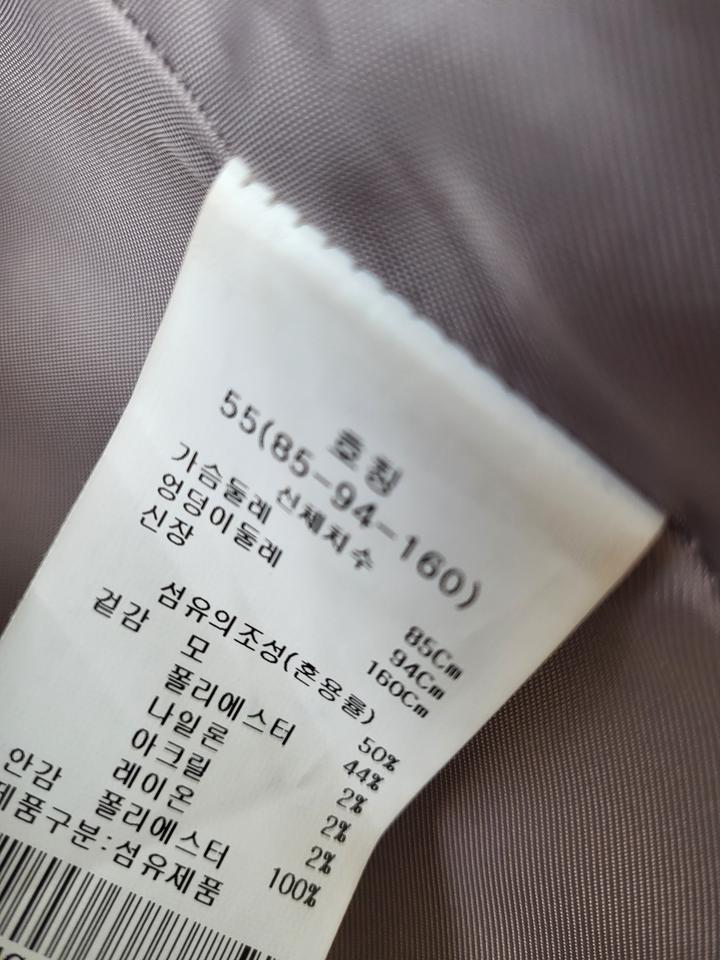 호칭
55(85-94-160)
신체치수
가슴둘레 85Cm
엉덩이둘레 94Cm
신장 160Cm
섬유의조성(혼용률)
겉감 모 50%
폴리에스터 44%
나일론 2%
아크릴 2%
레이온 2%
안감 폴리에스터 100%
제품구분:섬유제품